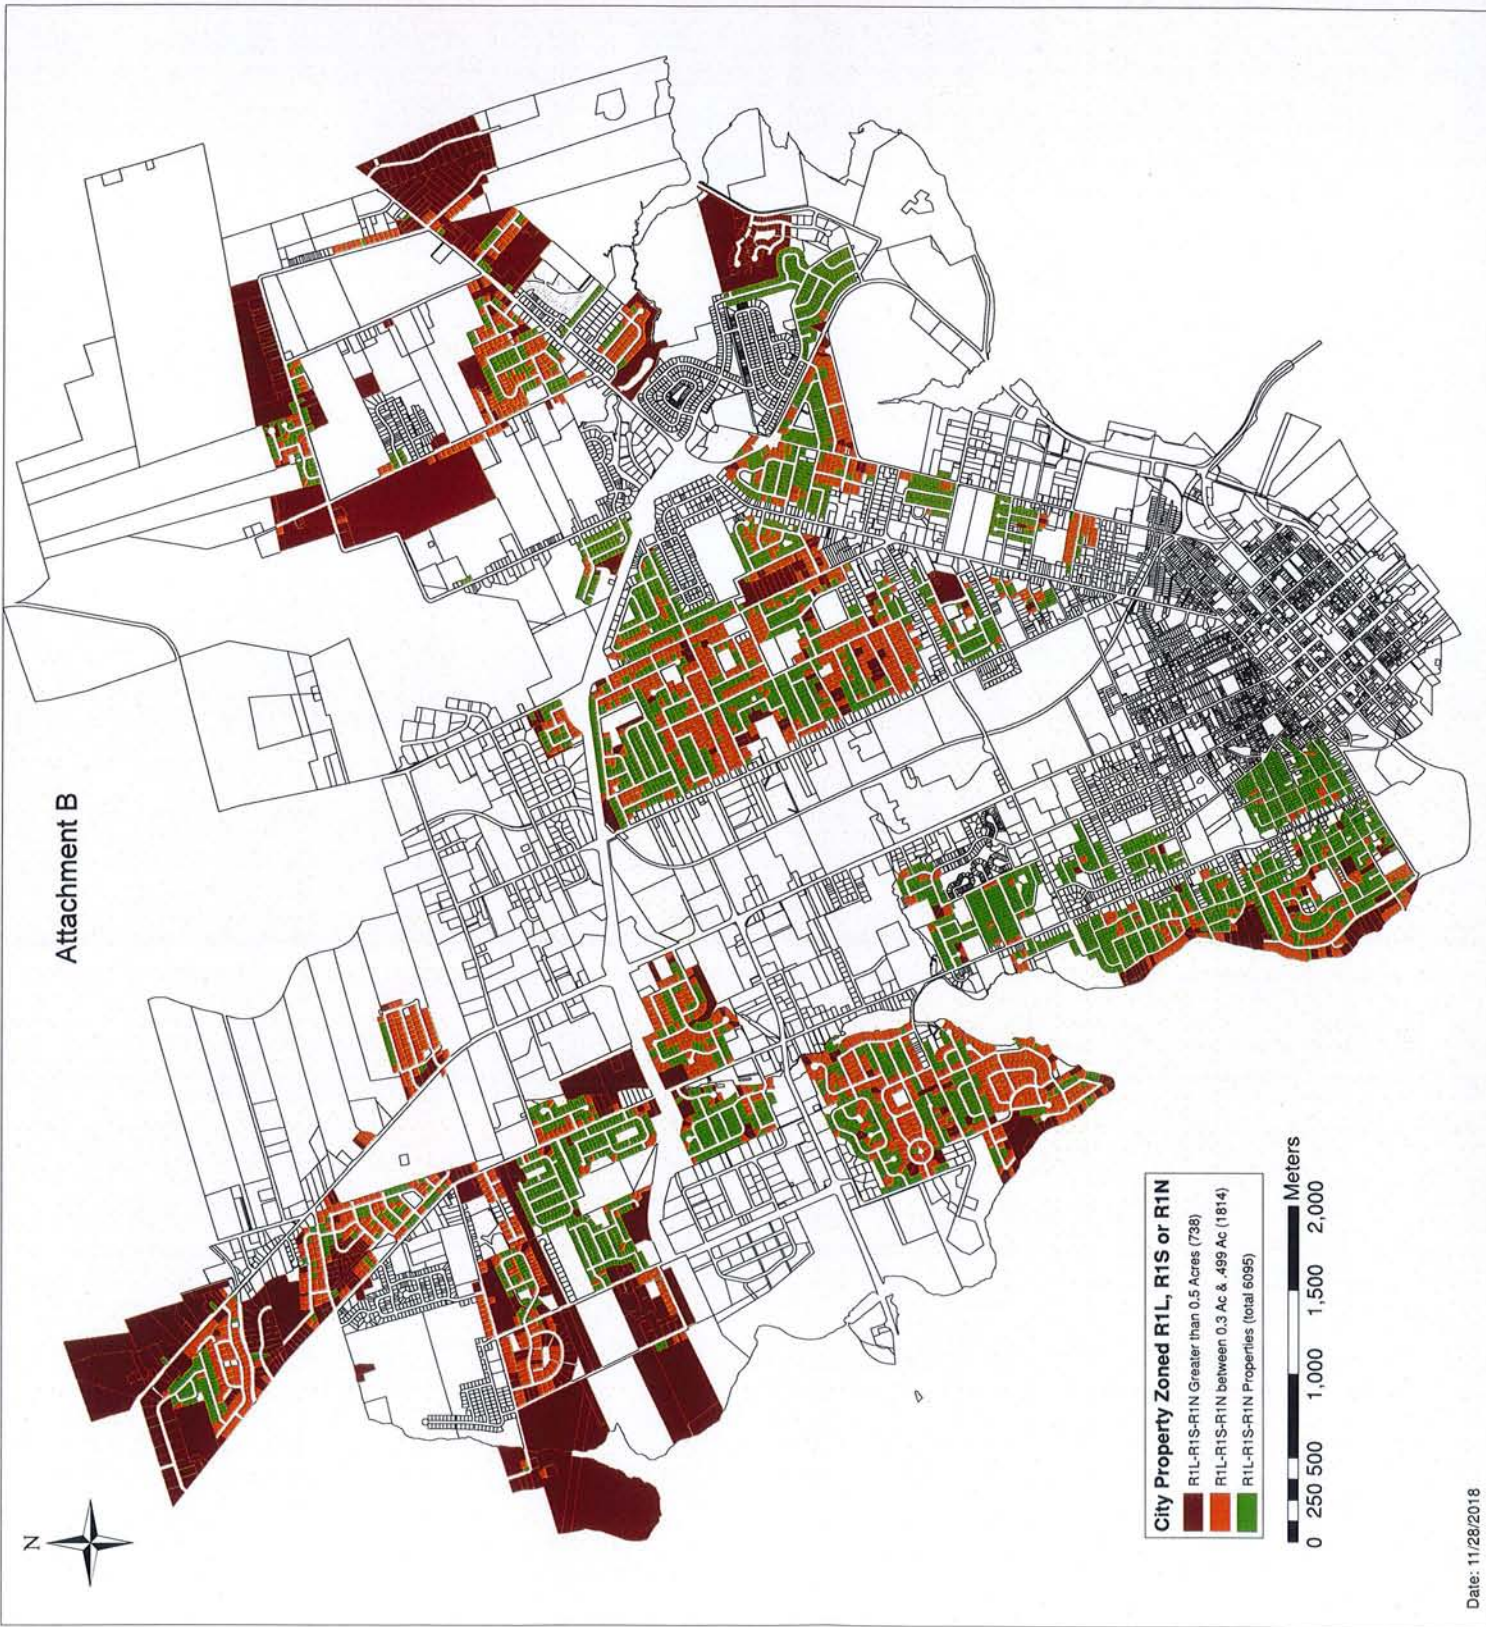 Attachment B
N
City Property Zoned R1L, R1S or R1N
R1L-R1S-R1N Greater than 0.5 Acres (738)
R1L-R1S-R1N between 0.3 Ac & .499 Ac (1814)
R1L-R1S-R1N Properties (total 6095)
0 250 500 1,000 1,500 2,000
Meters
Date: 11/28/2018